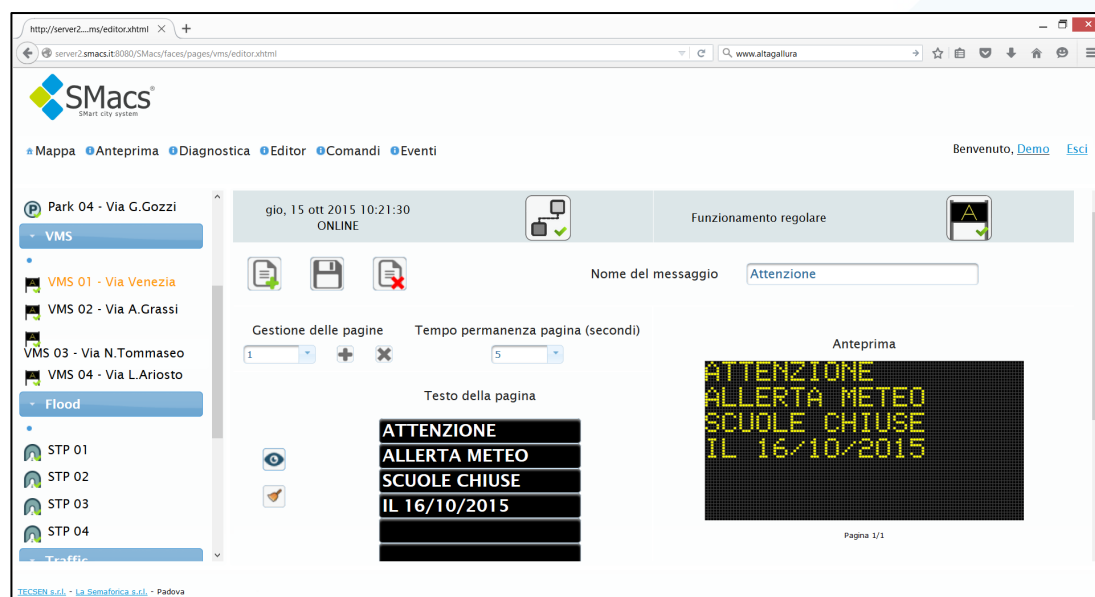 http://server2....ms/editor.xhtml
server2.smacs.it:8080/SMacs/faces/pages/vms/editor.xhtml
www.altagallura
SMacs®
SMart city system
Mappa Anteprima Diagnostica Editor Comandi Eventi
Benvenuto, Demo Esci
Park 04 - Via G.Gozzi
VMS
VMS 01 - Via Venezia
VMS 02 - Via A.Grassi
VMS 03 - Via N.Tommaseo
VMS 04 - Via L.Ariosto
Flood
STP 01
STP 02
STP 03
STP 04
Traffic
gio, 15 ott 2015 10:21:30
ONLINE
Funzionamento regolare
Nome del messaggio Attenzione
Gestione delle pagine
1
Tempo permanenza pagina (secondi)
5
Testo della pagina
ATTENZIONE
ALLERTA METEO
SCUOLE CHIUSE
IL 16/10/2015
Anteprima
ATTENZIONE
ALLERTA METEO
SCUOLE CHIUSE
IL 16/10/2015
Pagina 1/1
TECSEN s.r.l. - La Semaforica s.r.l. - Padova